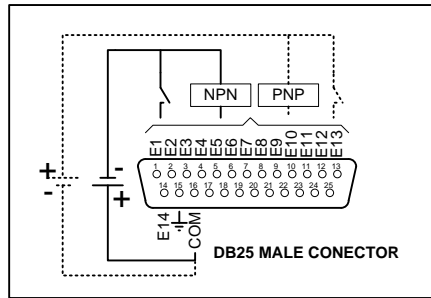 NPN PNP
E1 E2 E3 E4 E5 E6 E7 E8 E9 E10 E11 E12 E13
+ - - +
1 2 3 4 5 6 7 8 9 10 11 12 13
14 15 16 17 18 19 20 21 22 23 24 25
E14 COM
DB25 MALE CONECTOR